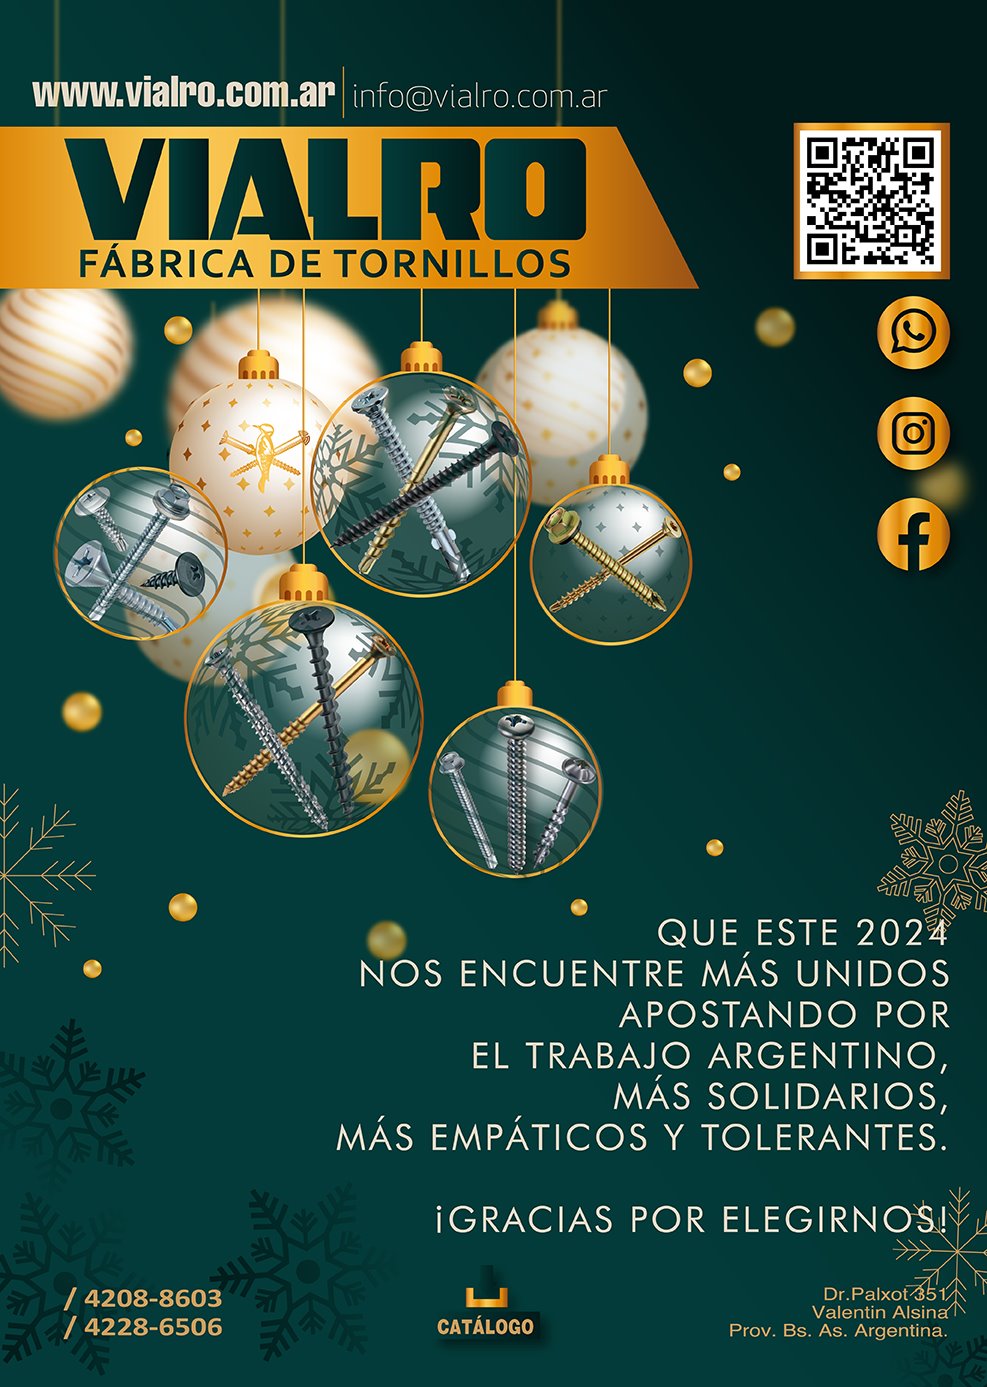 www.vialro.com.ar | info@vialro.com.ar
VIALRO
FÁBRICA DE TORNILLOS
QUE ESTE 2024
NOS ENCUENTRE MÁS UNIDOS
APOSTANDO POR
EL TRABAJO ARGENTINO,
MÁS SOLIDARIOS,
MÁS EMPÁTICOS Y TOLERANTES.
¡GRACIAS POR ELEGIRNOS!
/ 4208-8603
/ 4228-6506
CATÁLOGO
Dr.Palxot 351
Valentin Alsina
Prov. Bs. As. Argentina.